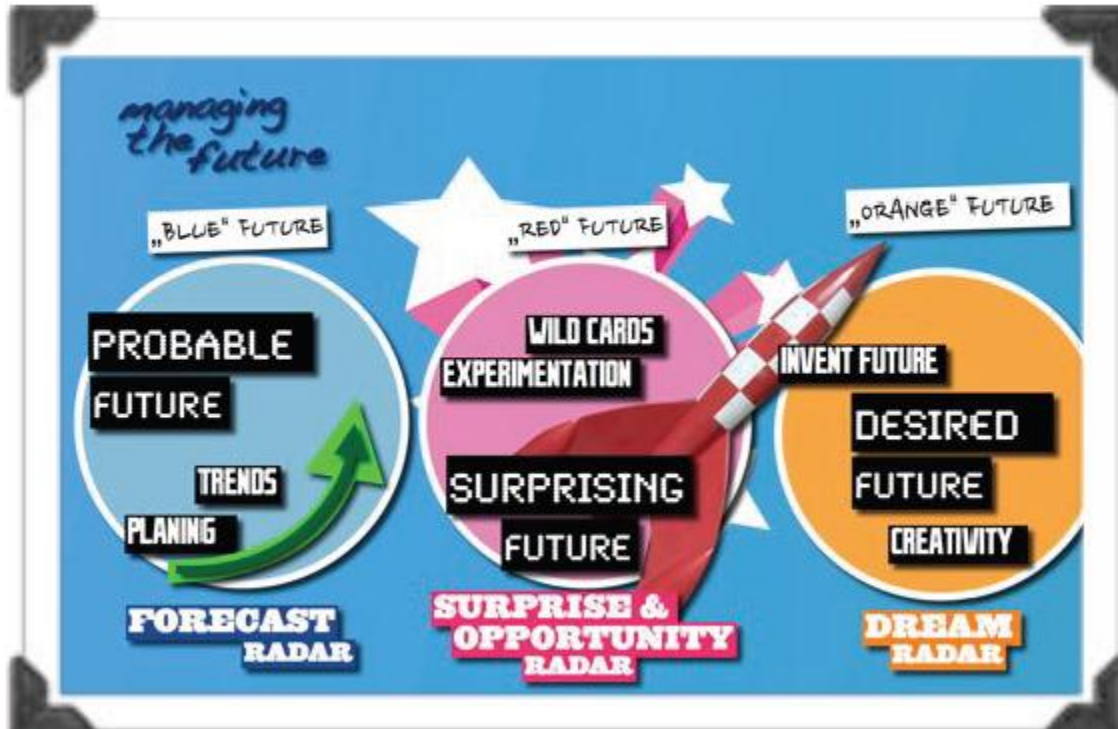 managing
the
future
„BLUE“ FUTURE
PROBABLE
FUTURE
TRENDS
PLANING
FORECAST
RADAR
„RED“ FUTURE
WILD CARDS
EXPERIMENTATION
SURPRISING
FUTURE
SURPRISE &
OPPORTUNITY
RADAR
„ORANGE“ FUTURE
INVENT FUTURE
DESIRED
FUTURE
CREATIVITY
DREAM
RADAR